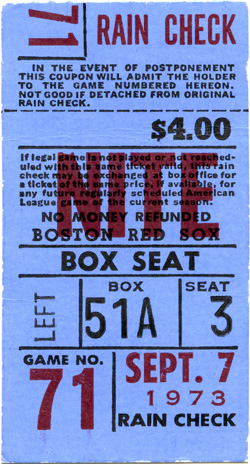 71 RAIN CHECK
IN THE EVENT OF POSTPONEMENT
THIS COUPON WILL ADMIT THE HOLDER
TO THE GAME NUMBERED HEREON.
NOT GOOD IF DETACHED FROM ORIGINAL
RAIN CHECK.
$4.00
NITE
If legal game is not played or not resched-
uled with this same ticket valid, this rain
check may be exchanged at box office for
a ticket of the same price, if available, for
any future regularly scheduled American
League game of the current season.
NO MONEY REFUNDED
BOSTON RED SOX
BOX SEAT
LEFT
BOX
51A
SEAT
3
GAME NO.
71
SEPT. 7
1973
RAIN CHECK